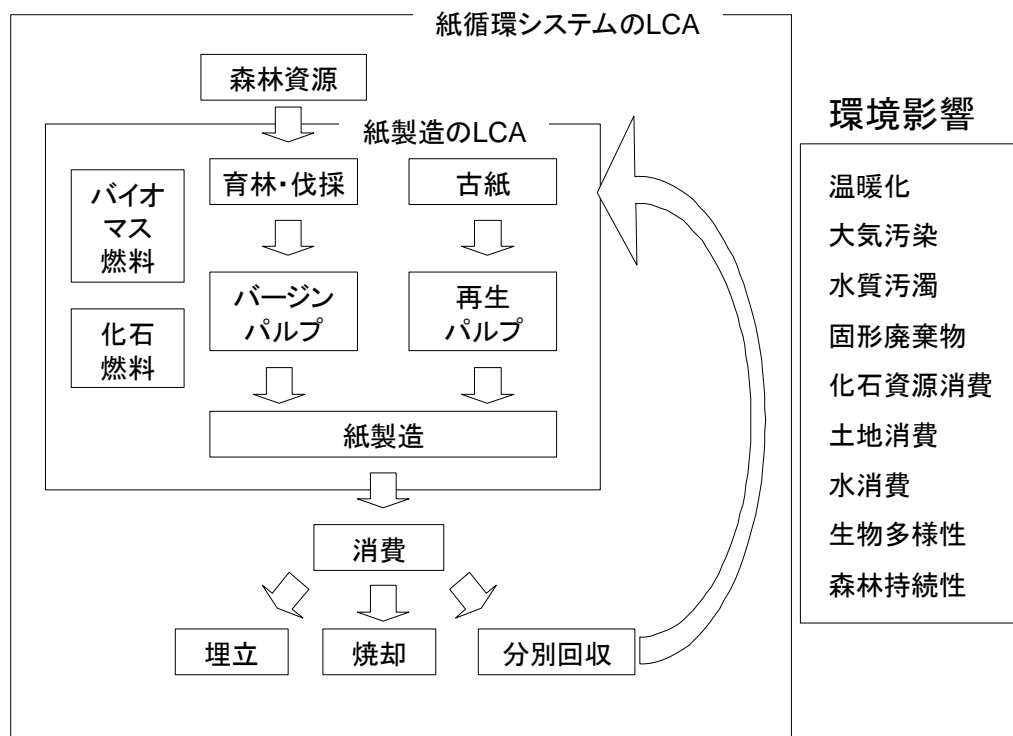 紙循環システムのLCA
森林資源
紙製造のLCA
バイオ
マス
燃料
化石
燃料
育林・伐採
古紙
バージン
パルプ
再生
パルプ
紙製造
消費
埋立
焼却
分別回収
環境影響
温暖化
大気汚染
水質汚濁
固形廃棄物
化石資源消費
土地消費
水消費
生物多様性
森林持続性